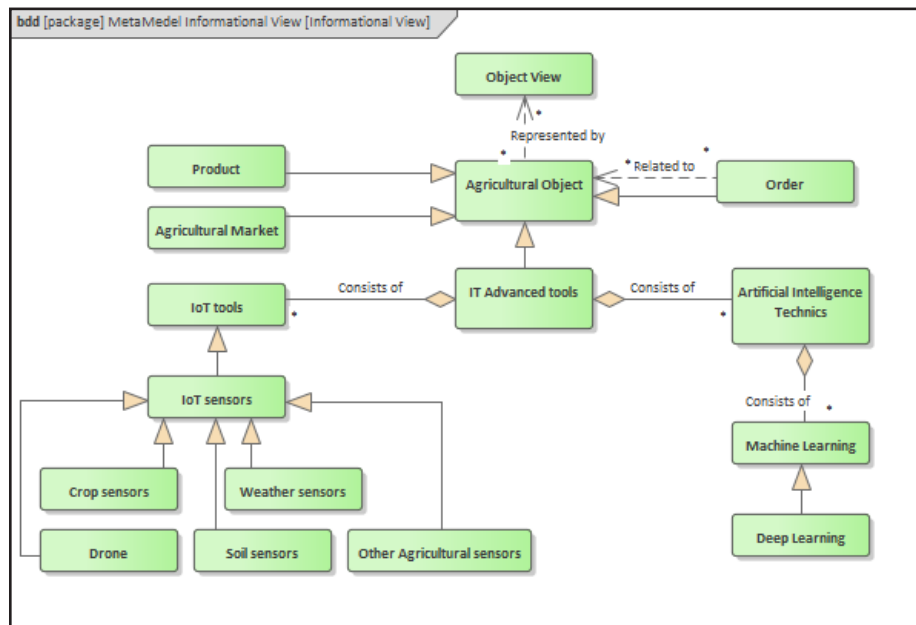 bdd [package] MetaMedel Informational View [Informational View]
Object View
*
Represented by
*
Product
Agricultural Object
* Related to *
Order
Agricultural Market
IoT tools
*
Consists of
IT Advanced tools
Consists of
*
Artificial Intelligence
Technics
IoT sensors
Consists of *
Machine Learning
Crop sensors
Weather sensors
Drone
Soil sensors
Other Agricultural sensors
Deep Learning